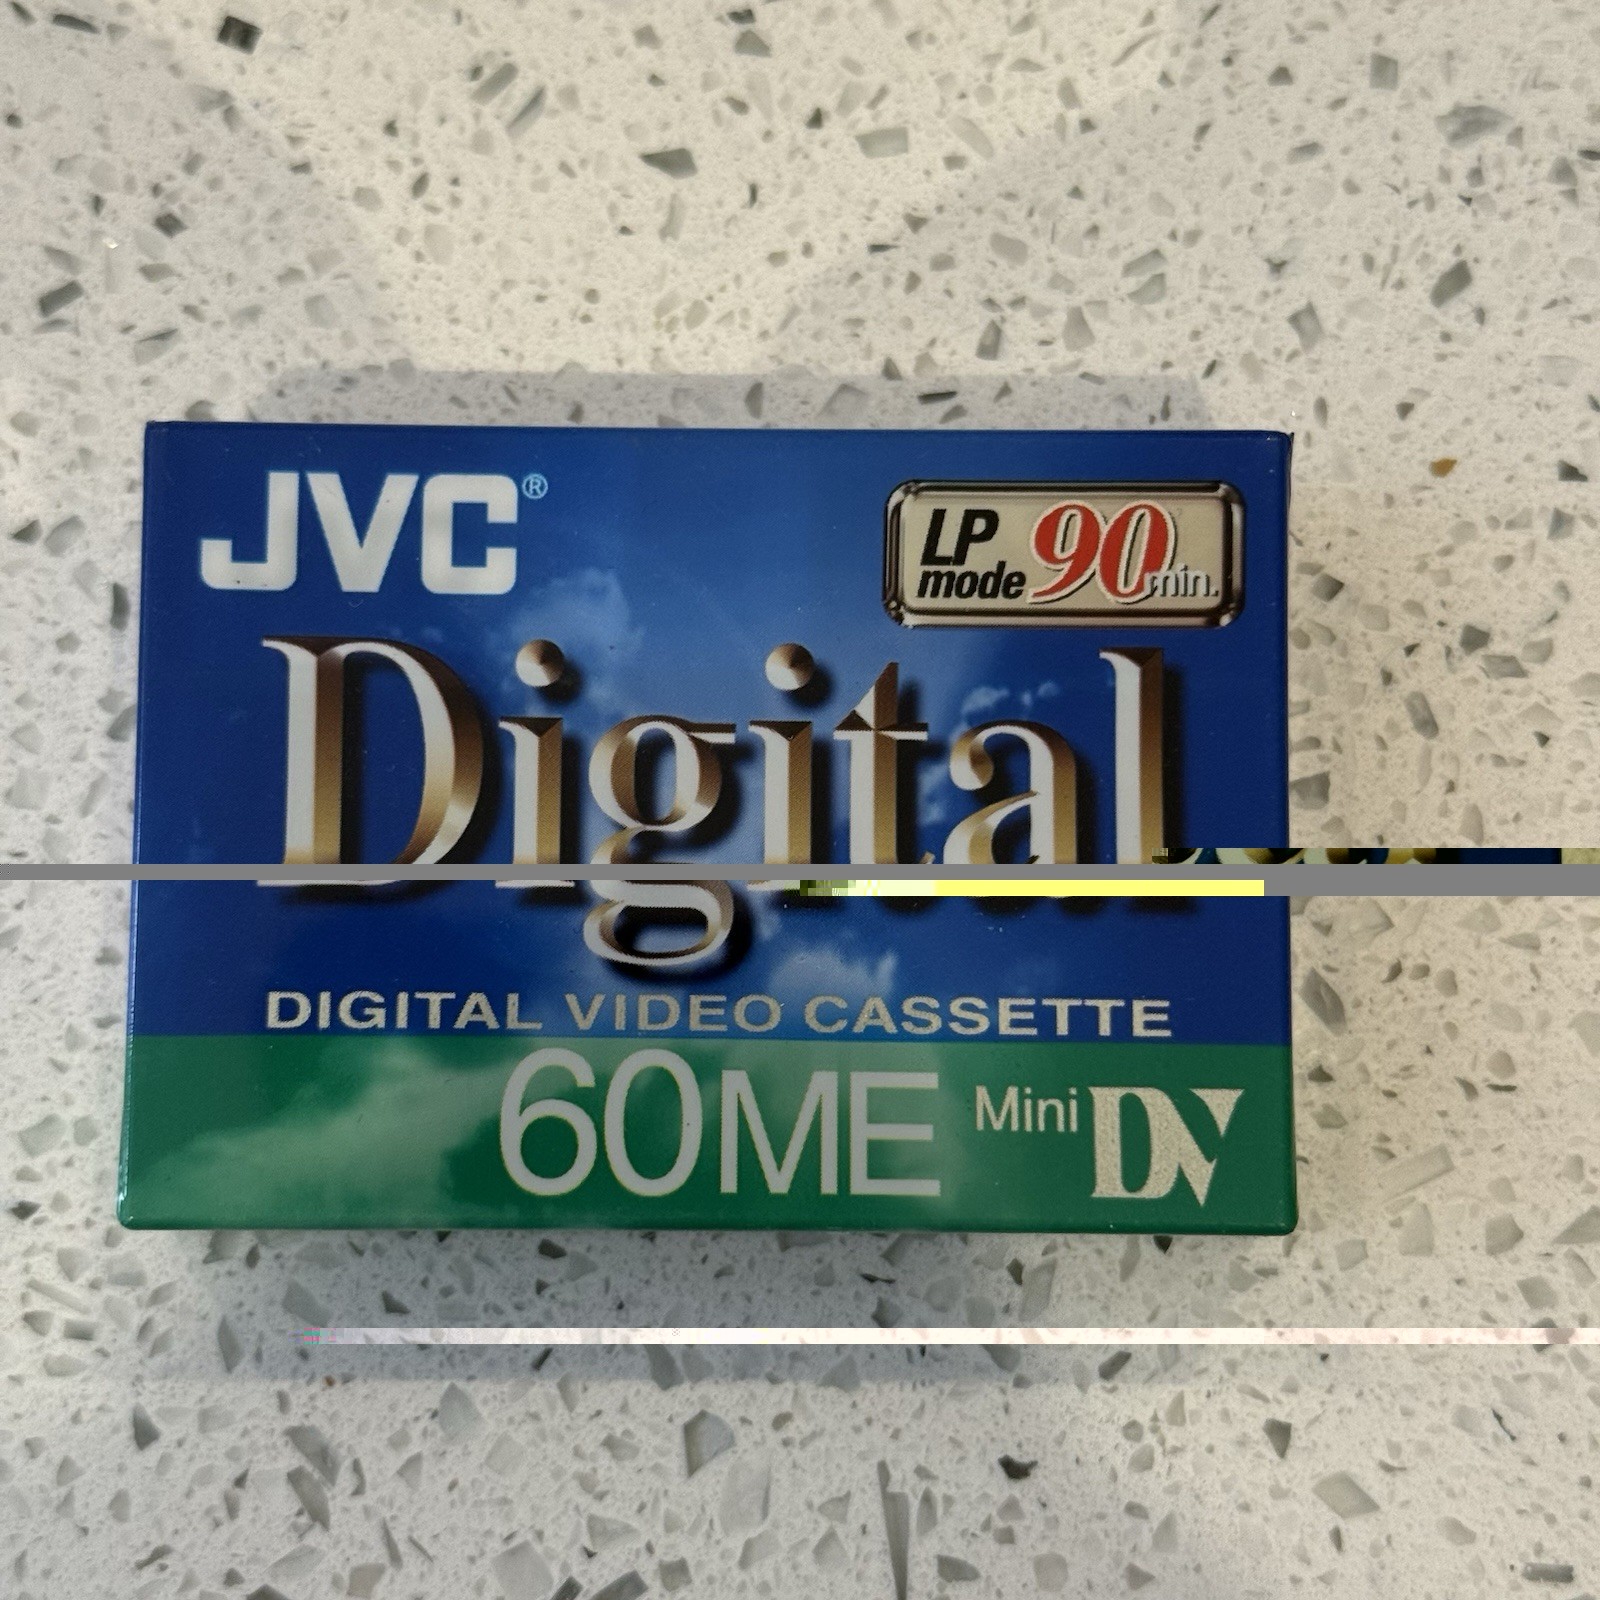 JVC®
LP mode 90 min.
Digital
DIGITAL VIDEO CASSETTE
60ME Mini DV